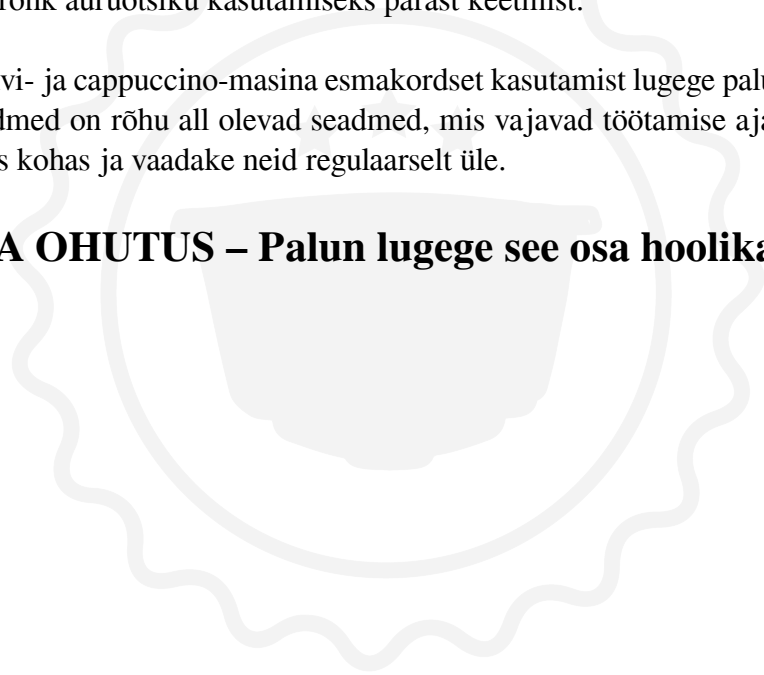 auruotsiku kasutamiseks pärast keetmist.
vi- ja cappuccino-masina esmakordset kasutamist lugege palu
dmed on rõhu all olevad seadmed, mis vajavad töötamise aja
s kohas ja vaadake neid regulaarselt üle.
A OHUTUS – Palun lugege see osa hoolika